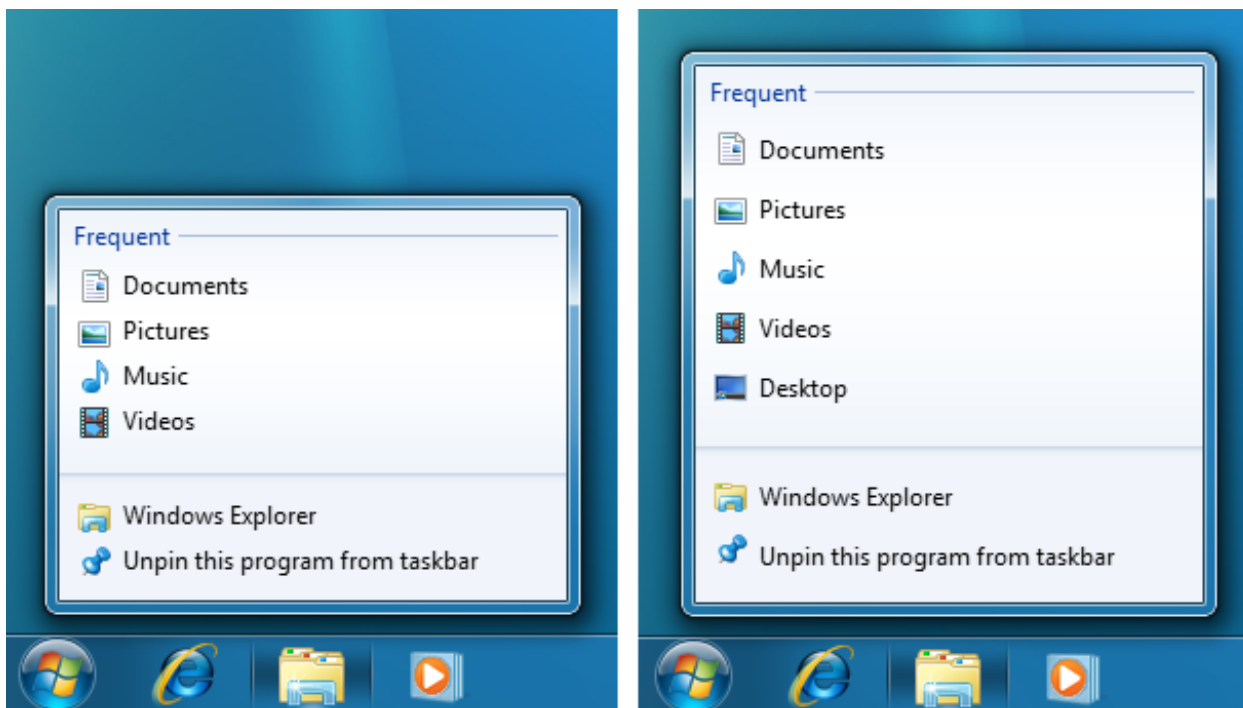 Frequent
Documents
Pictures
Music
Videos
Windows Explorer
Unpin this program from taskbar
Frequent
Documents
Pictures
Music
Videos
Desktop
Windows Explorer
Unpin this program from taskbar